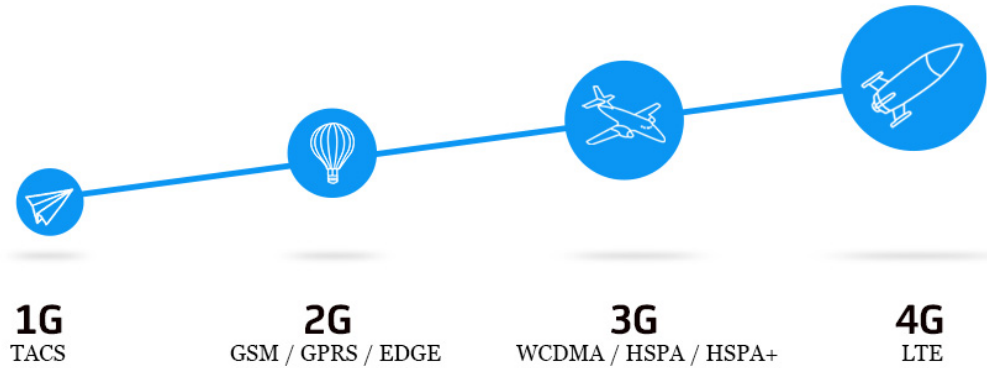 1G 2G 3G 4G
TACS GSM / GPRS / EDGE WCDMA / HSPA / HSPA+ LTE